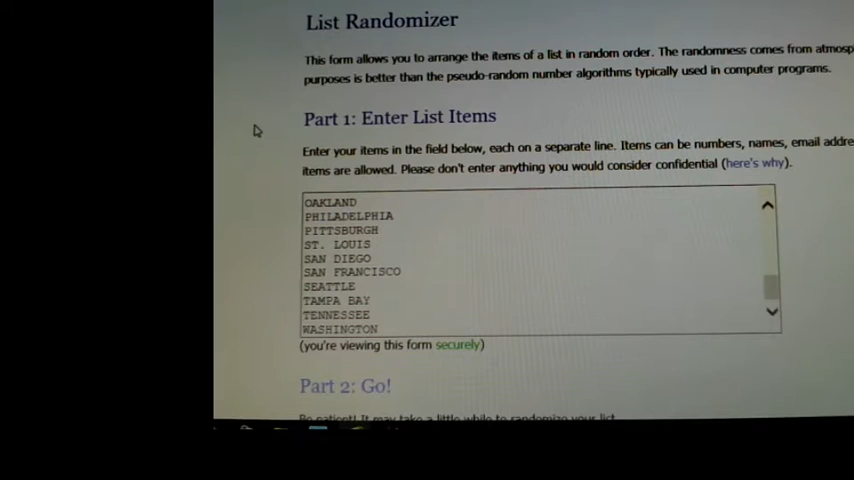 List Randomizer
This form allows you to arrange the items of a list in random order. The randomness comes from
purposes is better than the pseudo-random number algorithms typically used in computer programs.
Part 1: Enter List Items
Enter your items in the field below, each on a separate line. Items can be numbers, names, email
items are allowed. Please don't enter anything you would consider confidential (here's why).
OAKLAND
PHILADELPHIA
PITTSBURGH
ST. LOUIS
SAN DIEGO
SAN FRANCISCO
SEATTLE
TAMPA BAY
TENNESSEE
WASHINGTON
(you're viewing this form securely)
Part 2: Go!
Be patient! It may take a little while to randomize your list